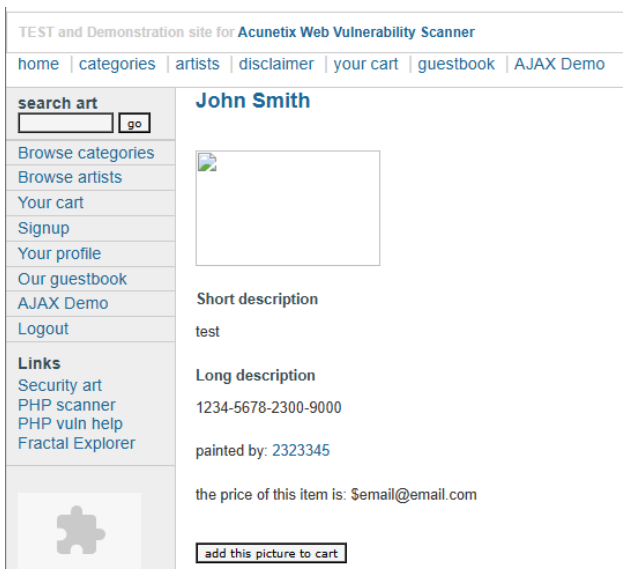 TEST and Demonstration site for Acunetix Web Vulnerability Scanner
home | categories | artists | disclaimer | your cart | guestbook | AJAX Demo
search art
go
Browse categories
Browse artists
Your cart
Signup
Your profile
Our guestbook
AJAX Demo
Logout
Links
Security art
PHP scanner
PHP vuln help
Fractal Explorer
John Smith
Short description
test
Long description
1234-5678-2300-9000
painted by: 2323345
the price of this item is: $email@email.com
add this picture to cart